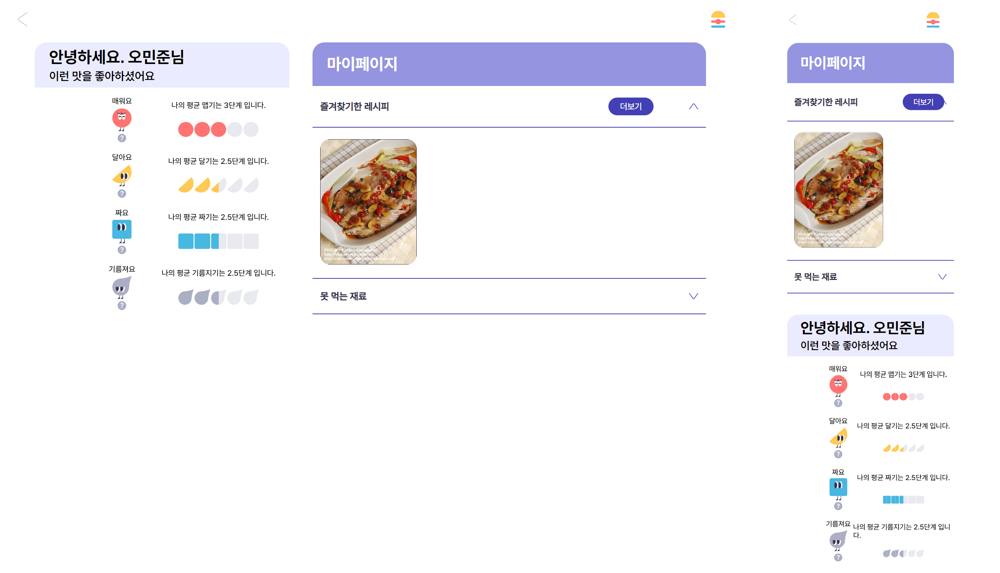 안녕하세요. 오민준님
이런 맛을 좋아하셨어요
매워요
나의 평균 맵기는 3단계 입니다.
?
달아요
나의 평균 달기는 2.5단계 입니다.
?
짜요
나의 평균 짜기는 2.5단계 입니다.
?
기름져요
나의 평균 기름지기는 2.5단계 입니다.
?
마이페이지
즐겨찾기한 레시피
더보기
PHILIPS Kitchen Community
http://blog.naver.com/shriya
http://cafe.naver.com/philipskitchen.cafe
못 먹는 재료
마이페이지
즐겨찾기한 레시피
더보기
PHILIPS Kitchen Community
http://blog.naver.com/shriya
http://cafe.naver.com/philipskitchen.cafe
못 먹는 재료
안녕하세요. 오민준님
이런 맛을 좋아하셨어요
매워요
나의 평균 맵기는 3단계 입니다.
?
달아요
나의 평균 달기는 2.5단계 입니다.
?
짜요
나의 평균 짜기는 2.5단계 입니다.
?
기름져요
나의 평균 기름지기는 2.5단계 입니
다.
?